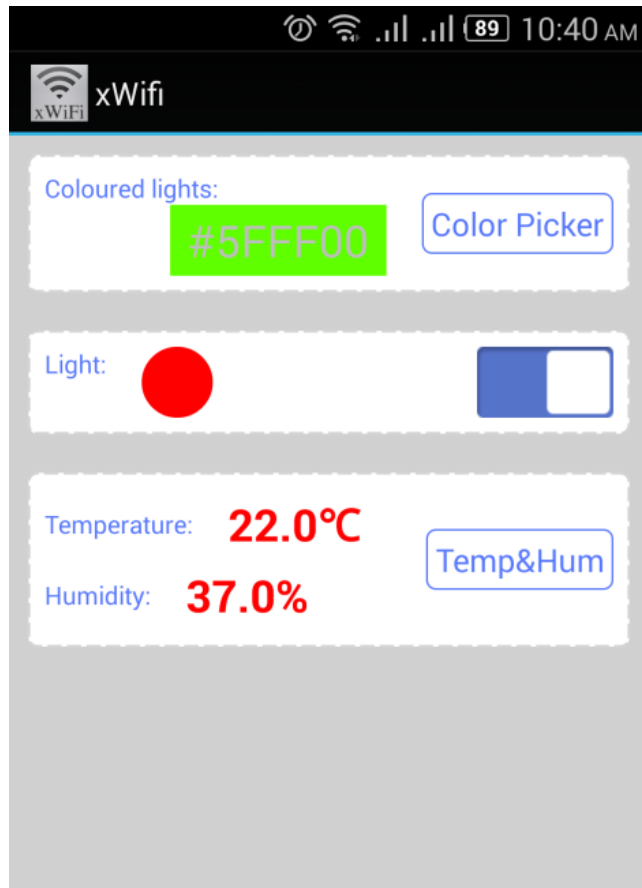 89 10:40 AM
xWiFi xWifi
Coloured lights:
#5FFF00 Color Picker
Light:
Temperature: 22.0℃
Temp&Hum
Humidity: 37.0%